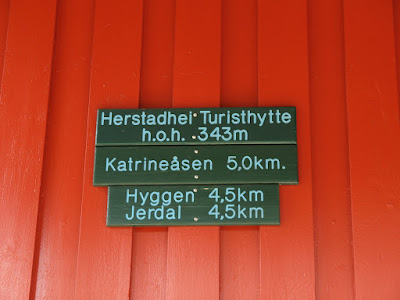 Herstadhei Turisthytte
h.o.h. 343m
Katrineåsen 5,0km.
Hyggen 4,5km
Jerdal 4,5km